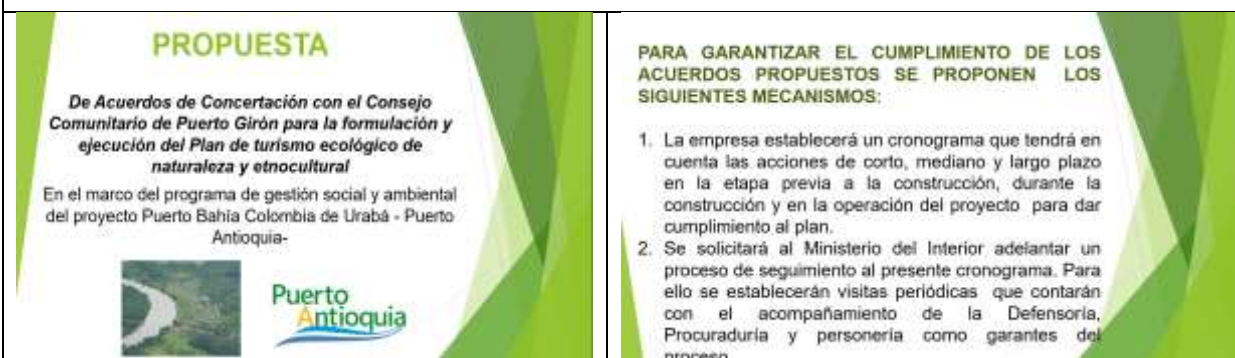 PROPUESTA
De Acuerdos de Concertación con el Consejo
Comunitario de Puerto Girón para la formulación y
ejecución del Plan de turismo ecológico de
naturaleza y etnocultural
En el marco del programa de gestión social y ambiental
del proyecto Puerto Bahía Colombia de Urabá - Puerto
Antioquia-
Puerto
Antioquia
PARA GARANTIZAR EL CUMPLIMIENTO DE LOS
ACUERDOS PROPUESTOS SE PROPONEN LOS
SIGUIENTES MECANISMOS:
1. La empresa establecerá un cronograma que tendrá en
cuenta las acciones de corto, mediano y largo plazo
en la etapa previa a la construcción, durante la
construcción y en la operación del proyecto para dar
cumplimiento al plan.
2. Se solicitará al Ministerio del Interior adelantar un
proceso de seguimiento al presente cronograma. Para
ello se establecerán visitas periódicas que contarán
con el acompañamiento de la Defensoría,
Procuraduría y personería como garantes del
proceso